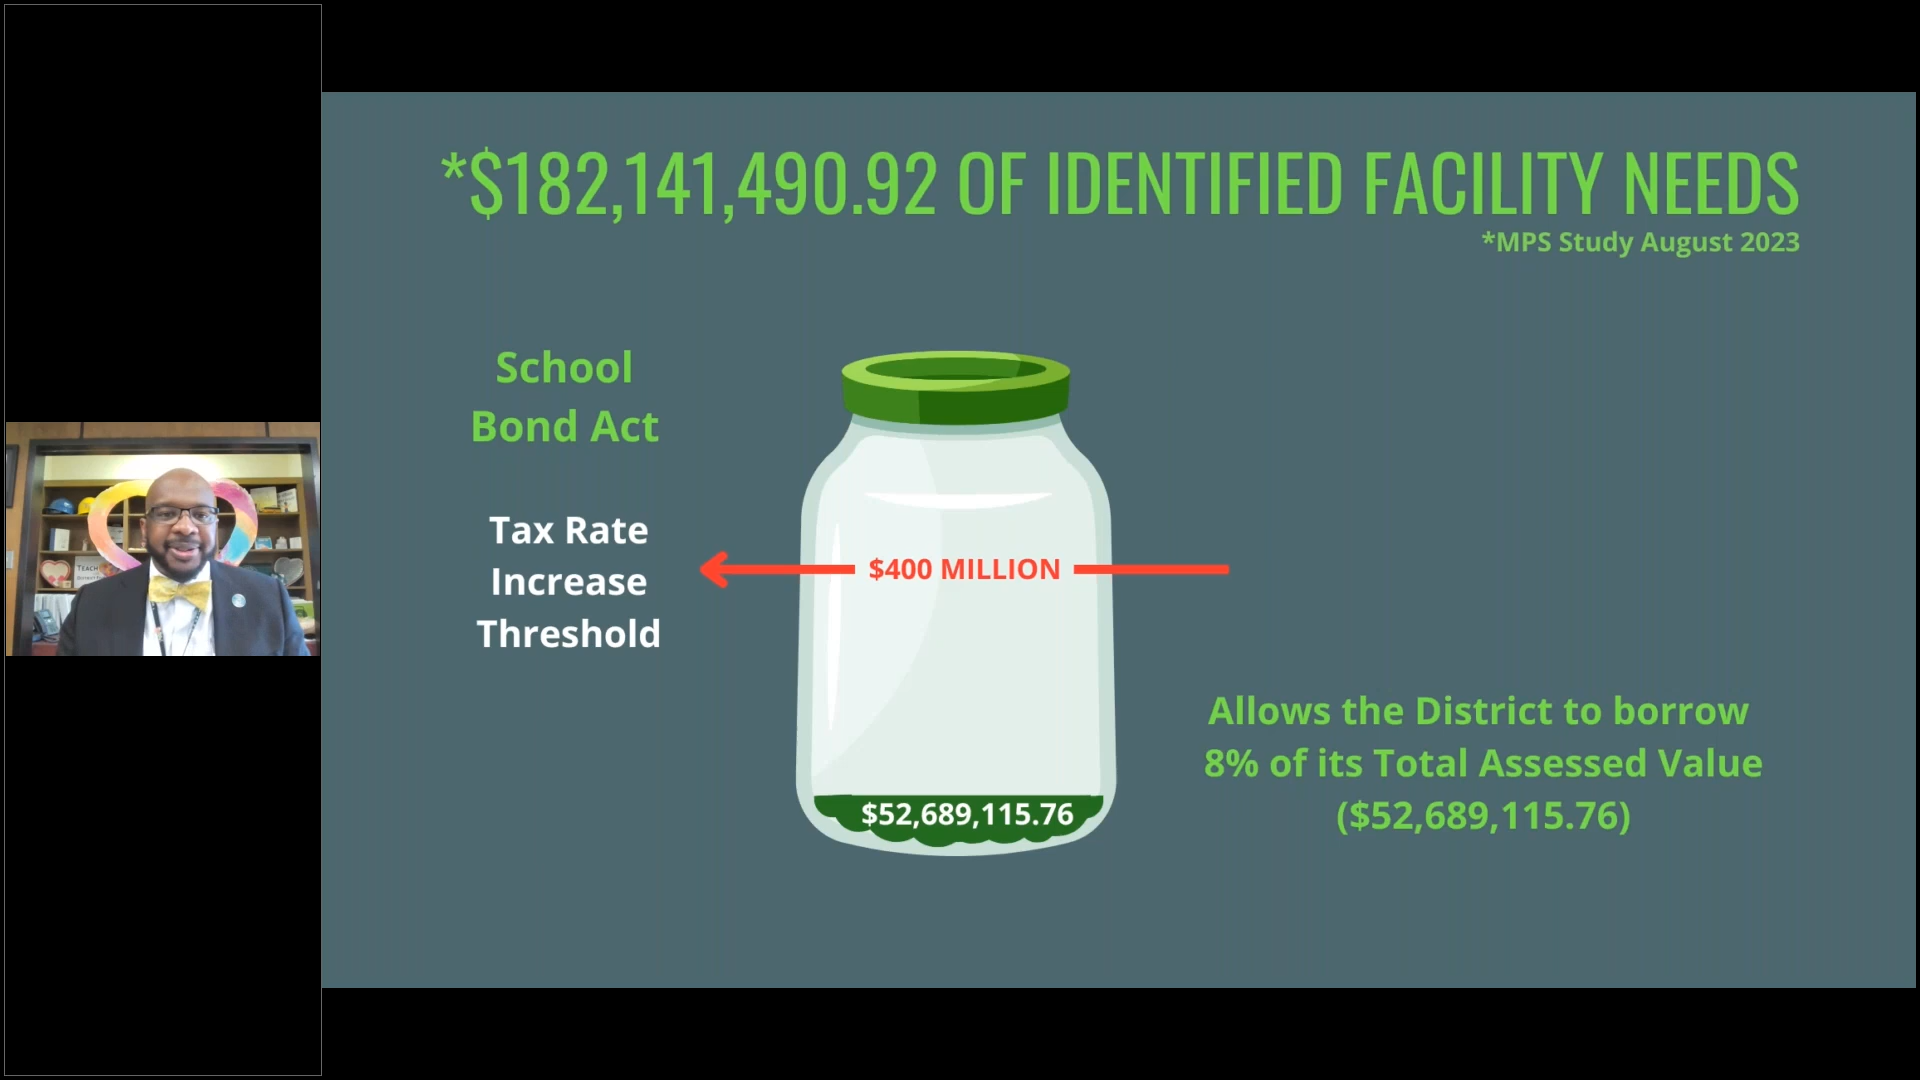 *$182,141,490.92 OF IDENTIFIED FACILITY NEEDS
*MPS Study August 2023
School
Bond Act
Tax Rate
Increase
Threshold
$400 MILLION
Allows the District to borrow
8% of its Total Assessed Value
($52,689,115.76)
$52,689,115.76
TEACH